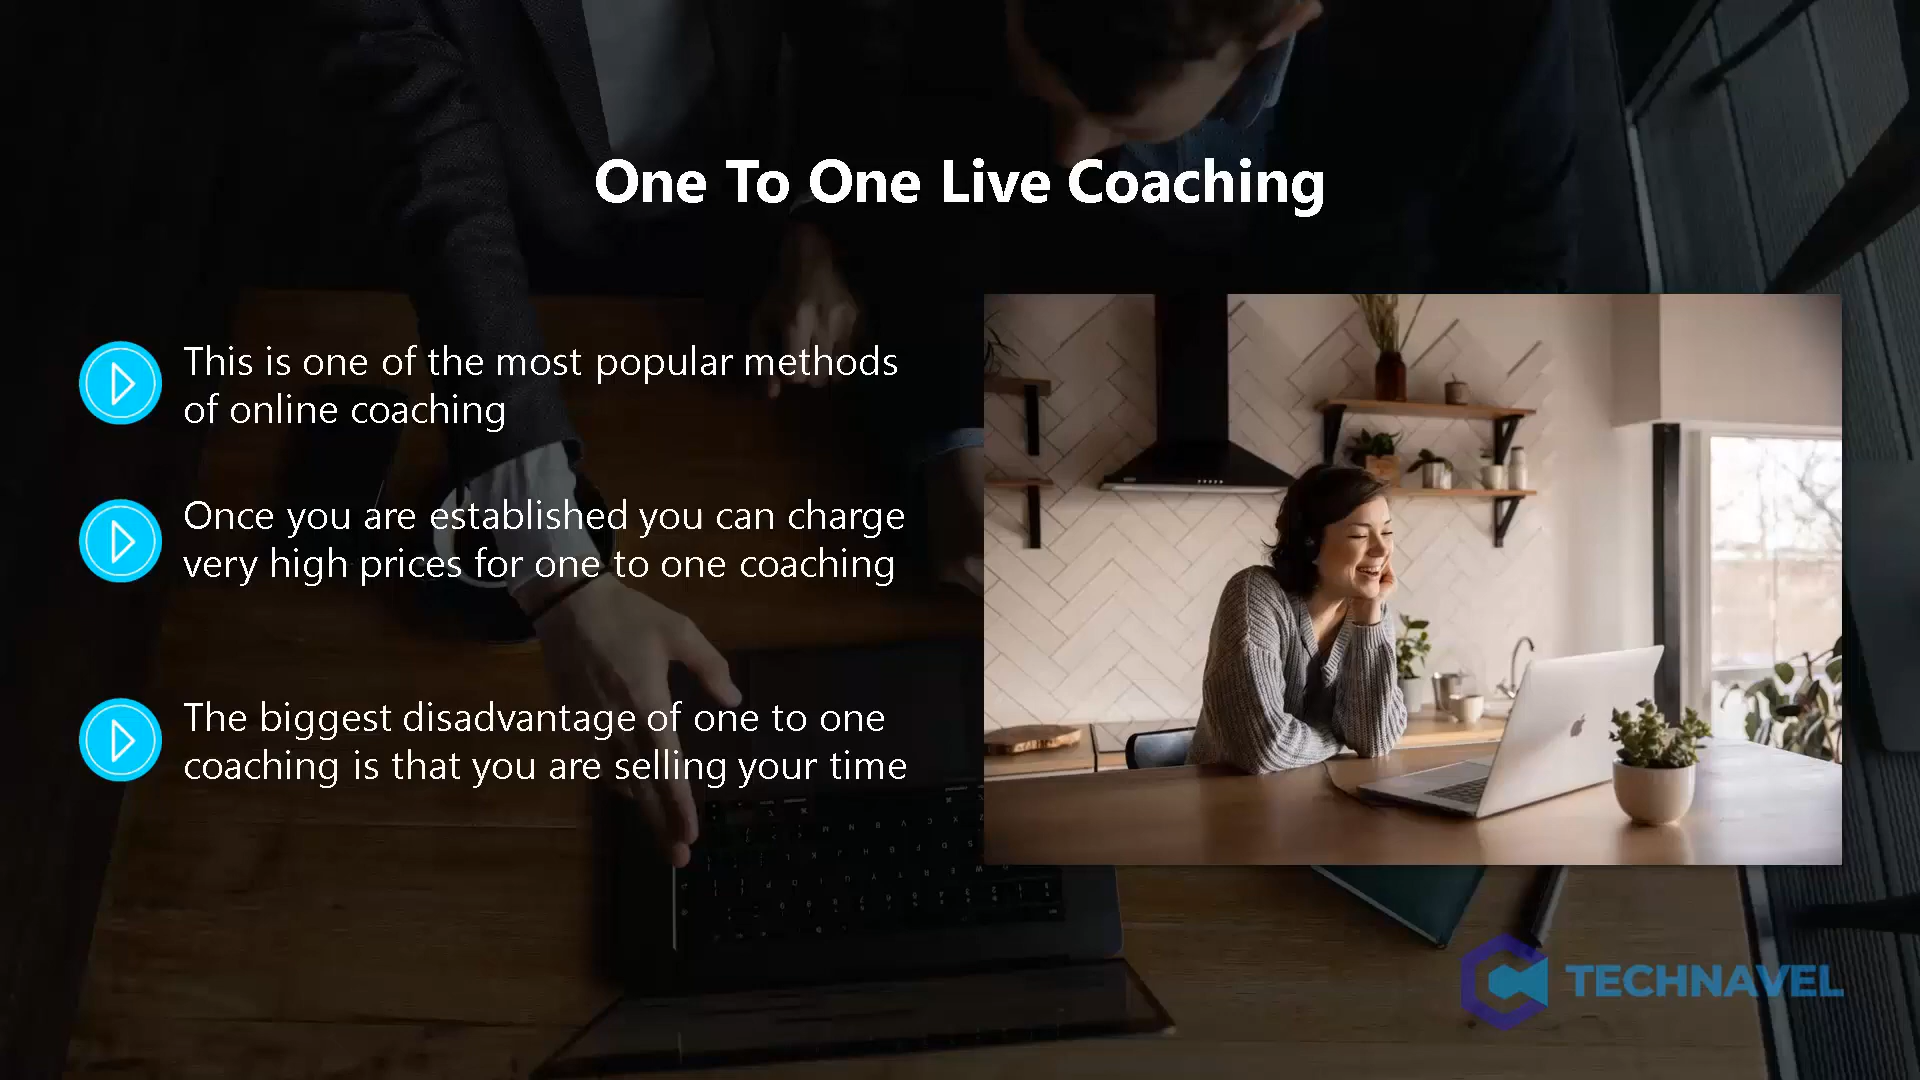 One To One Live Coaching
This is one of the most popular methods
of online coaching
Once you are established you can charge
very high prices for one to one coaching
The biggest disadvantage of one to one
coaching is that you are selling your time
TECHNAVEL